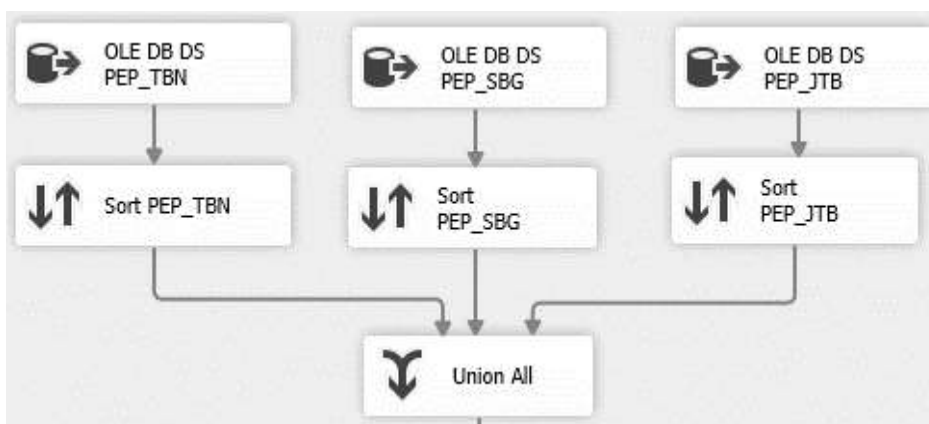 OLE DB DS
PEP_TBN
OLE DB DS
PEP_SBG
OLE DB DS
PEP_JTB
Sort PEP_TBN
Sort
PEP_SBG
Sort
PEP_JTB
Union All